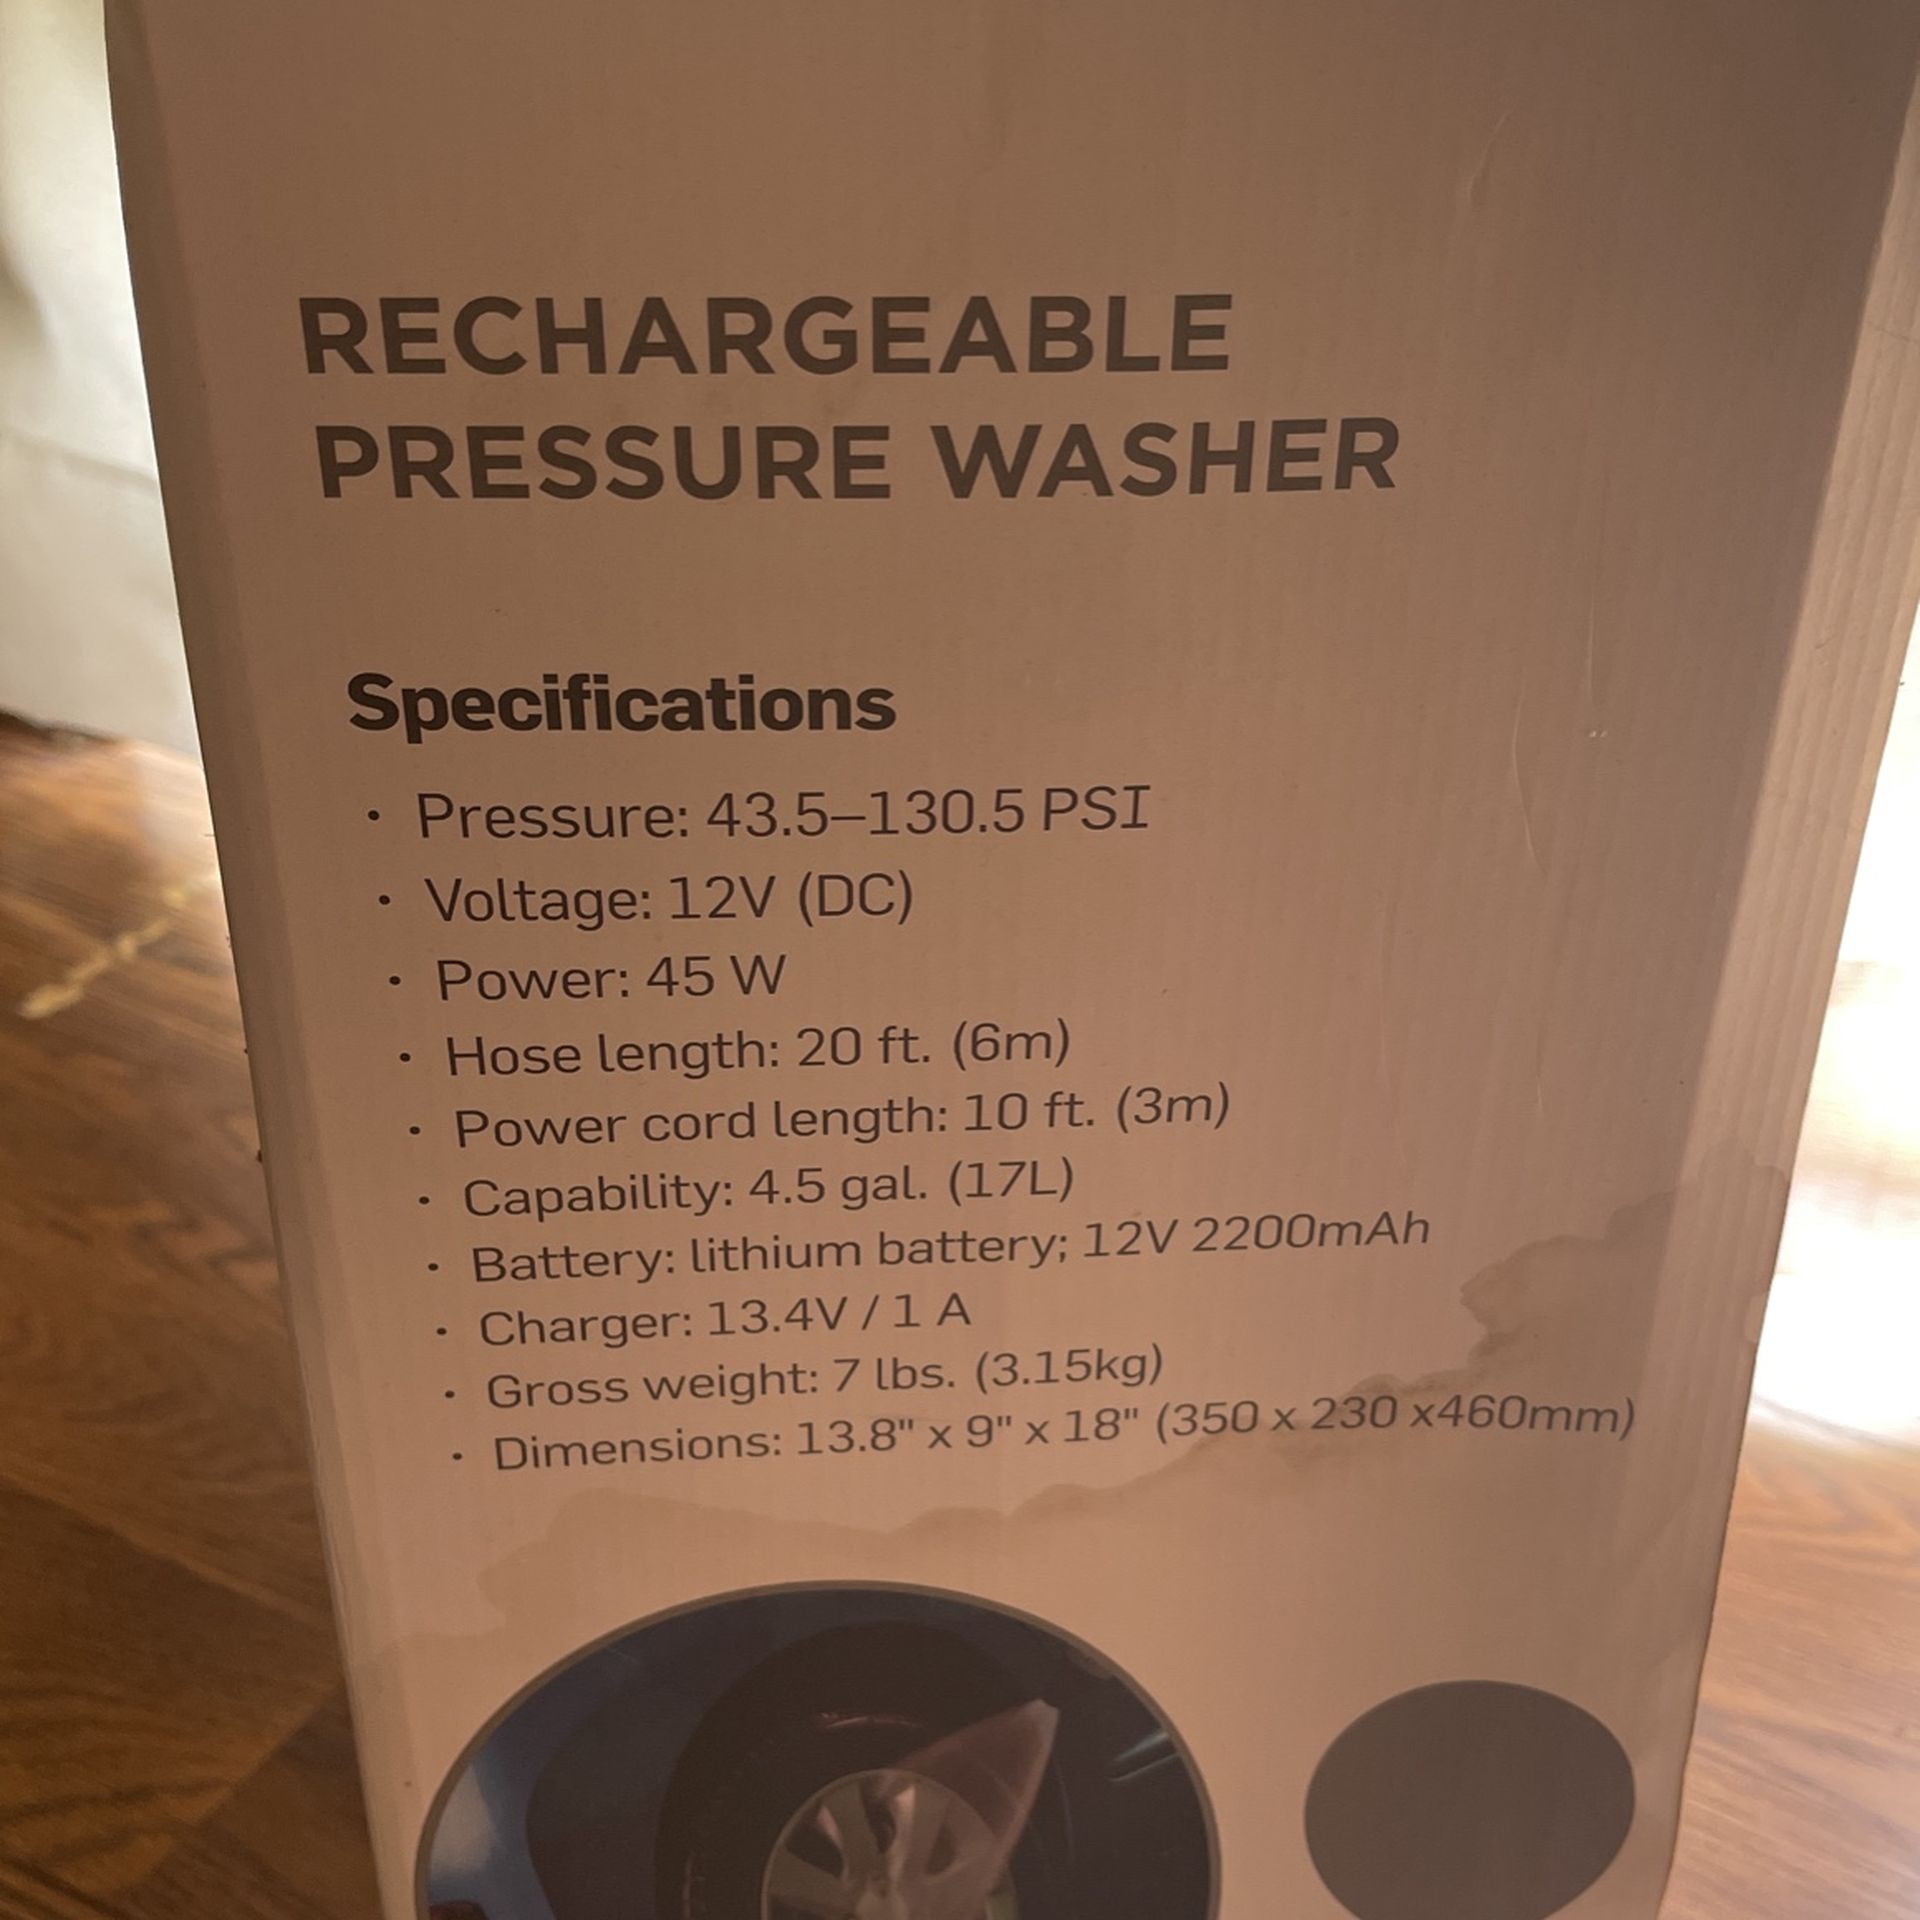 RECHARGEABLE
PRESSURE WASHER
Specifications
· Pressure: 43.5–130.5 PSI
· Voltage: 12V (DC)
· Power: 45 W
· Hose length: 20 ft. (6m)
· Power cord length: 10 ft. (3m)
· Capability: 4.5 gal. (17L)
· Battery: lithium battery; 12V 2200mAh
· Charger: 13.4V / 1 A
· Gross weight: 7 lbs. (3.15kg)
· Dimensions: 13.8" x 9" x 18" (350 x 230 x460mm)